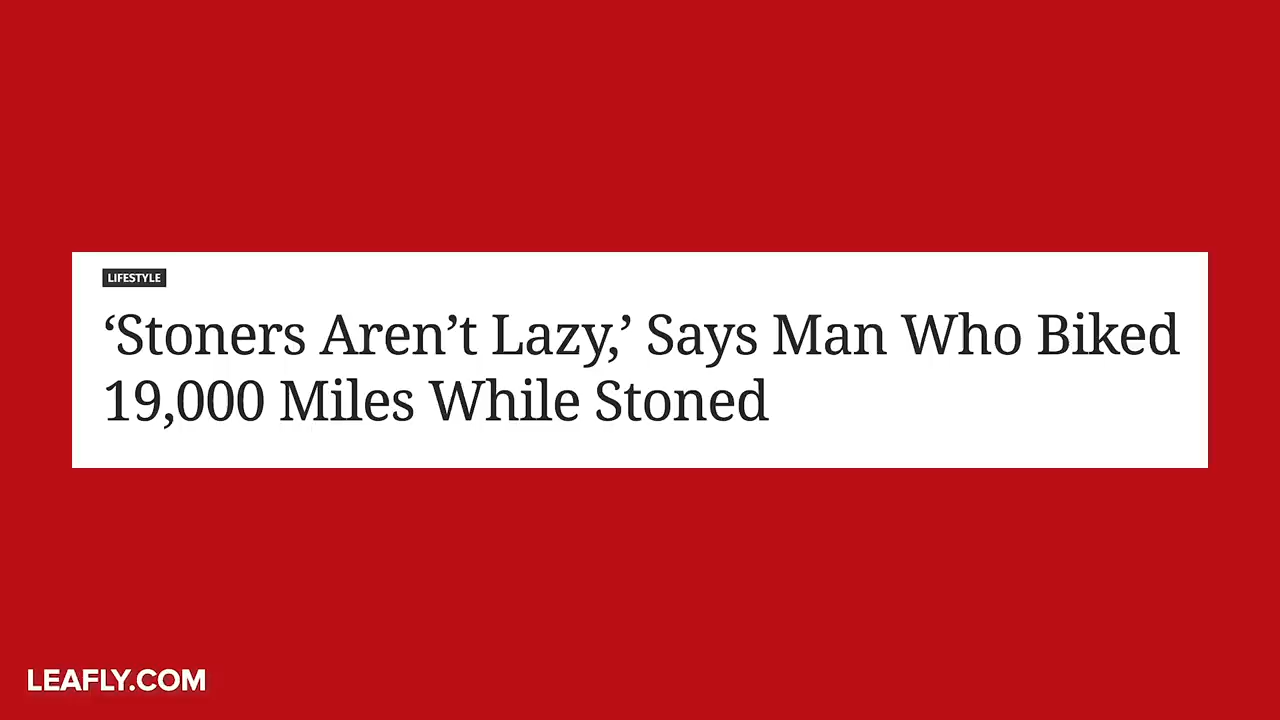 LIFESTYLE
‘Stoners Aren’t Lazy,’ Says Man Who Biked
19,000 Miles While Stoned
LEAFLY.COM